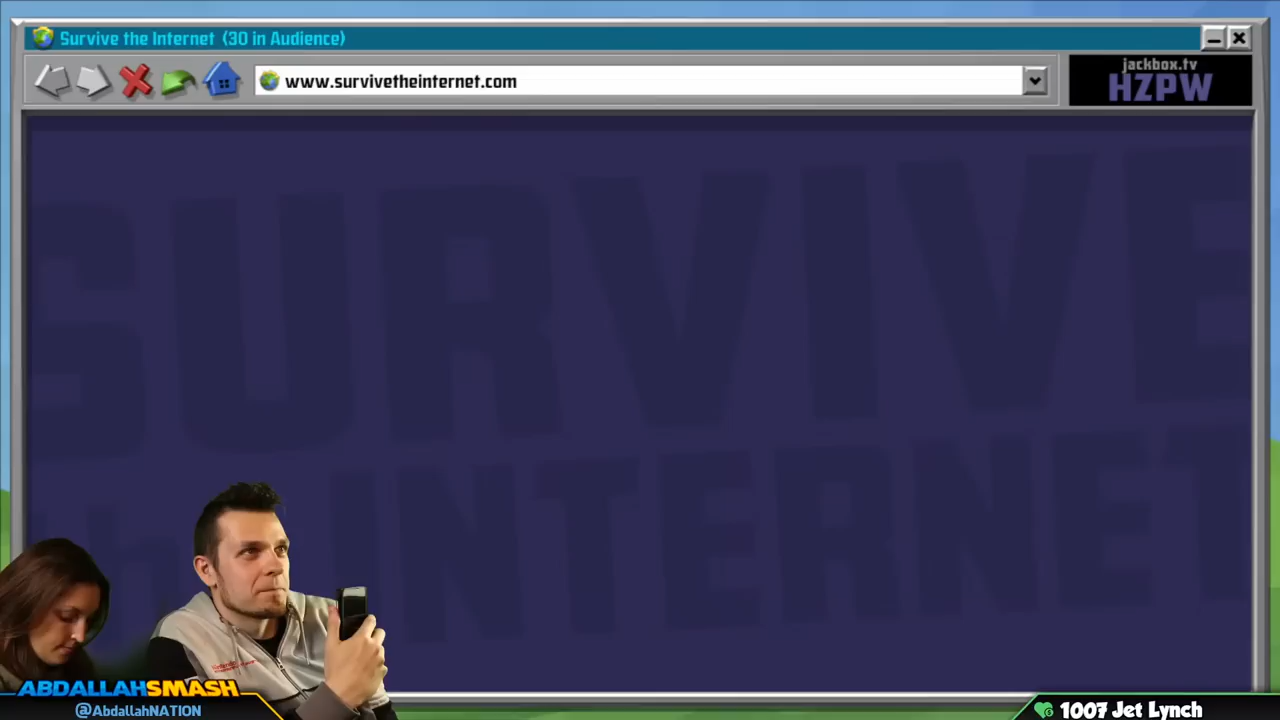 Survive the Internet (30 in Audience)
www.survivetheinternet.com
jackbox.tv
HZPW
SURVIVE
the INTERNET
ABDALLAHSMASH
@AbdallahNATION
1007 Jet Lynch